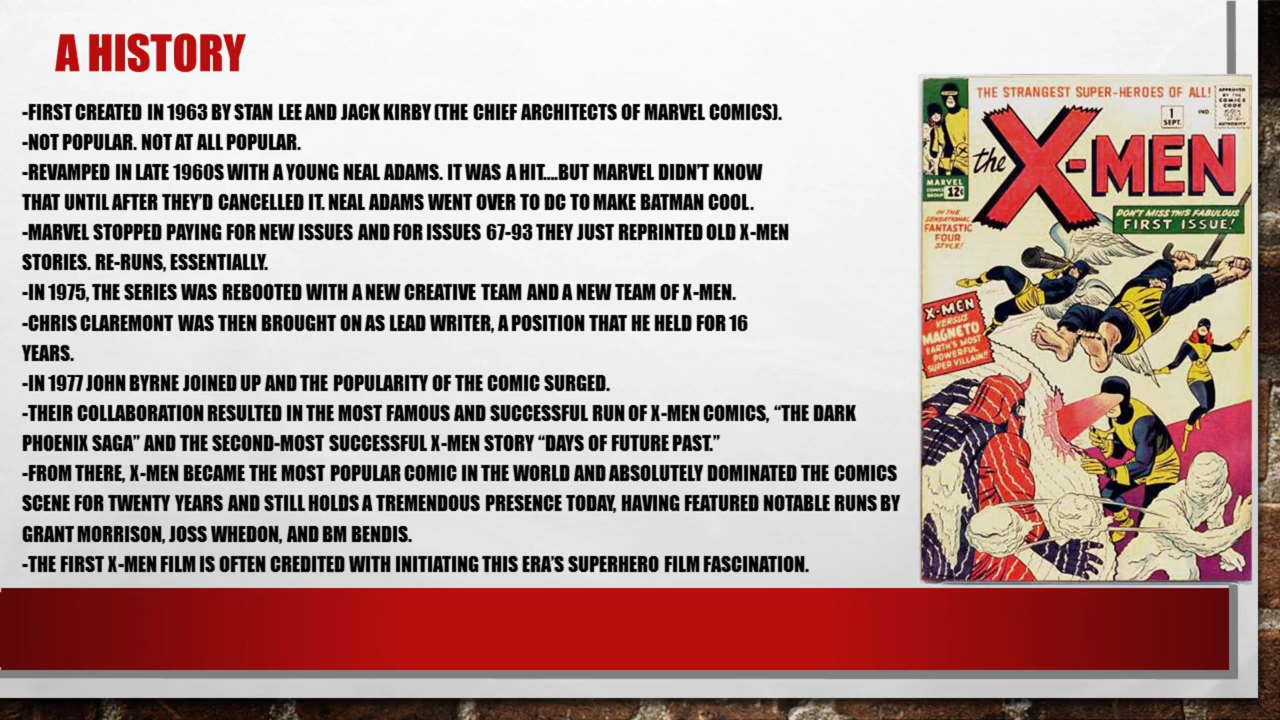 A HISTORY
-FIRST CREATED IN 1963 BY STAN LEE AND JACK KIRBY (THE CHIEF ARCHITECTS OF MARVEL COMICS).
-NOT POPULAR. NOT AT ALL POPULAR.
-REVAMPED IN LATE 1960S WITH A YOUNG NEAL ADAMS. IT WAS A HIT....BUT MARVEL DIDN'T KNOW
THAT UNTIL AFTER THEY'D CANCELLED IT. NEAL ADAMS WENT OVER TO DC TO MAKE BATMAN COOL.
-MARVEL STOPPED PAYING FOR NEW ISSUES AND FOR ISSUES 67-93 THEY JUST REPRINTED OLD X-MEN
STORIES. RE-RUNS, ESSENTIALLY.
-IN 1975, THE SERIES WAS REBOOTED WITH A NEW CREATIVE TEAM AND A NEW TEAM OF X-MEN.
-CHRIS CLAREMONT WAS THEN BROUGHT ON AS LEAD WRITER, A POSITION THAT HE HELD FOR 16
YEARS.
-IN 1977 JOHN BYRNE JOINED UP AND THE POPULARITY OF THE COMIC SURGED.
-THEIR COLLABORATION RESULTED IN THE MOST FAMOUS AND SUCCESSFUL RUN OF X-MEN COMICS, "THE DARK
PHOENIX SAGA" AND THE SECOND-MOST SUCCESSFUL X-MEN STORY "DAYS OF FUTURE PAST."
-FROM THERE, X-MEN BECAME THE MOST POPULAR COMIC IN THE WORLD AND ABSOLUTELY DOMINATED THE COMICS
SCENE FOR TWENTY YEARS AND STILL HOLDS A TREMENDOUS PRESENCE TODAY, HAVING FEATURED NOTABLE RUNS BY
GRANT MORRISON, JOSS WHEDON, AND BM BENDIS.
-THE FIRST X-MEN FILM IS OFTEN CREDITED WITH INITIATING THIS ERA'S SUPERHERO FILM FASCINATION.
THE STRANGEST SUPER-HEROES OF ALL!
APPROVED
BY THE
COMICS
CODE
AUTHORITY
1
SEPT.
IND.
the X-MEN
MARVEL
COMICS
GROUP
12¢
IN THE
SENSATIONAL
FANTASTIC
FOUR
STYLE!
DON'T MISS THIS FABULOUS
FIRST ISSUE!
X-MEN
VERSUS
MAGNETO
EARTH'S MOST
POWERFUL
SUPER VILLAIN!!